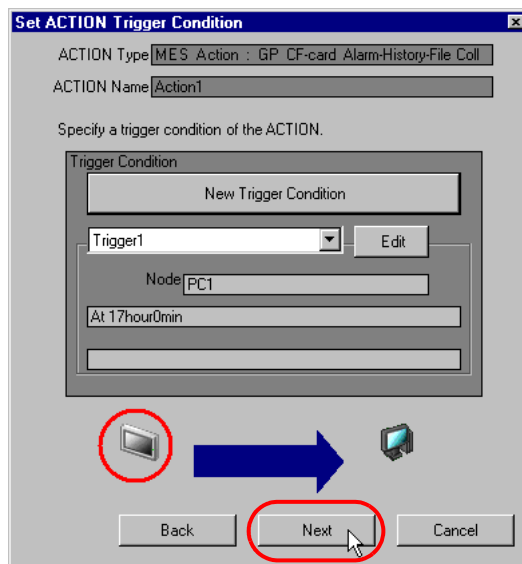 Set ACTION Trigger Condition
ACTION Type MES Action : GP CF-card Alarm-History-File Coll
ACTION Name Action1
Specify a trigger condition of the ACTION.
Trigger Condition
New Trigger Condition
Trigger1 Edit
Node PC1
At 17hour0min
Back Next Cancel